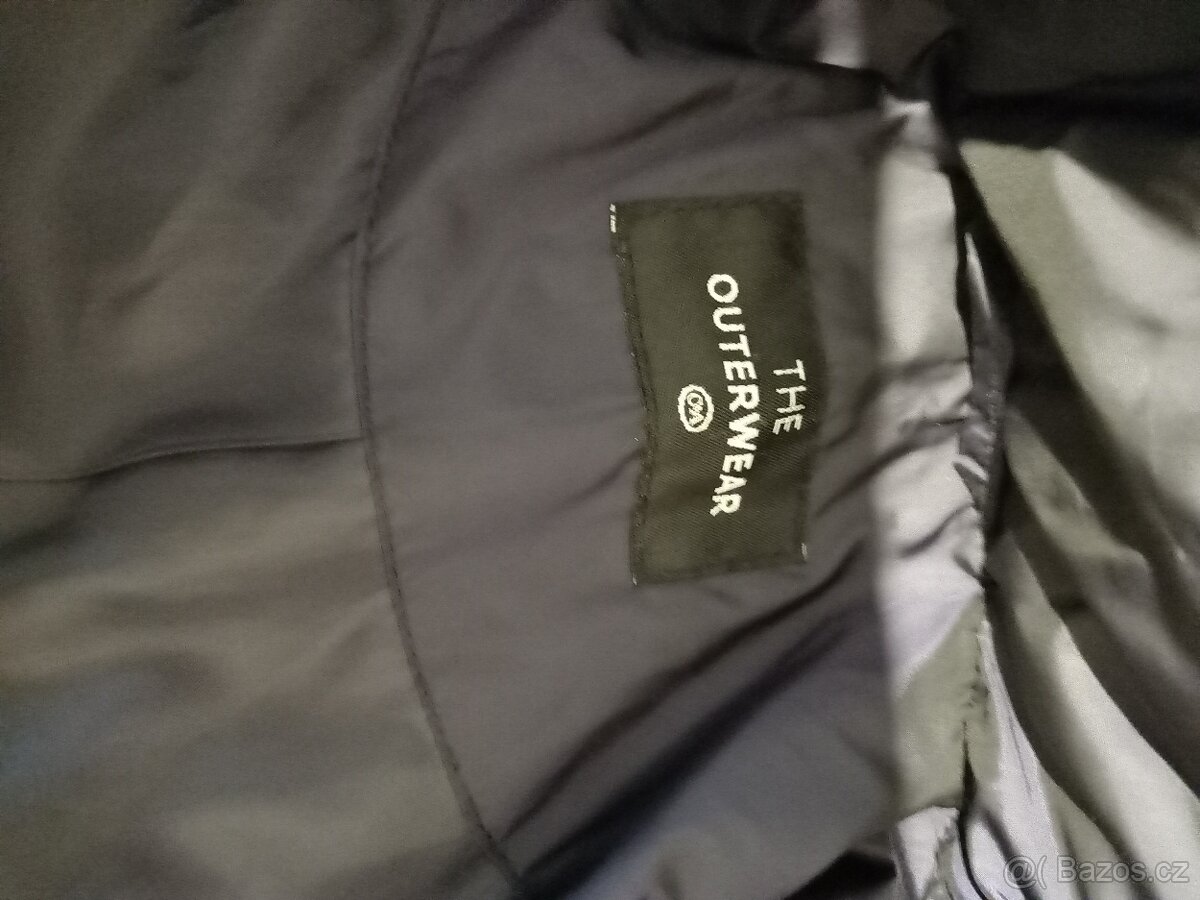 THE
OUTERWEAR
C&A
@( Bazos.cz